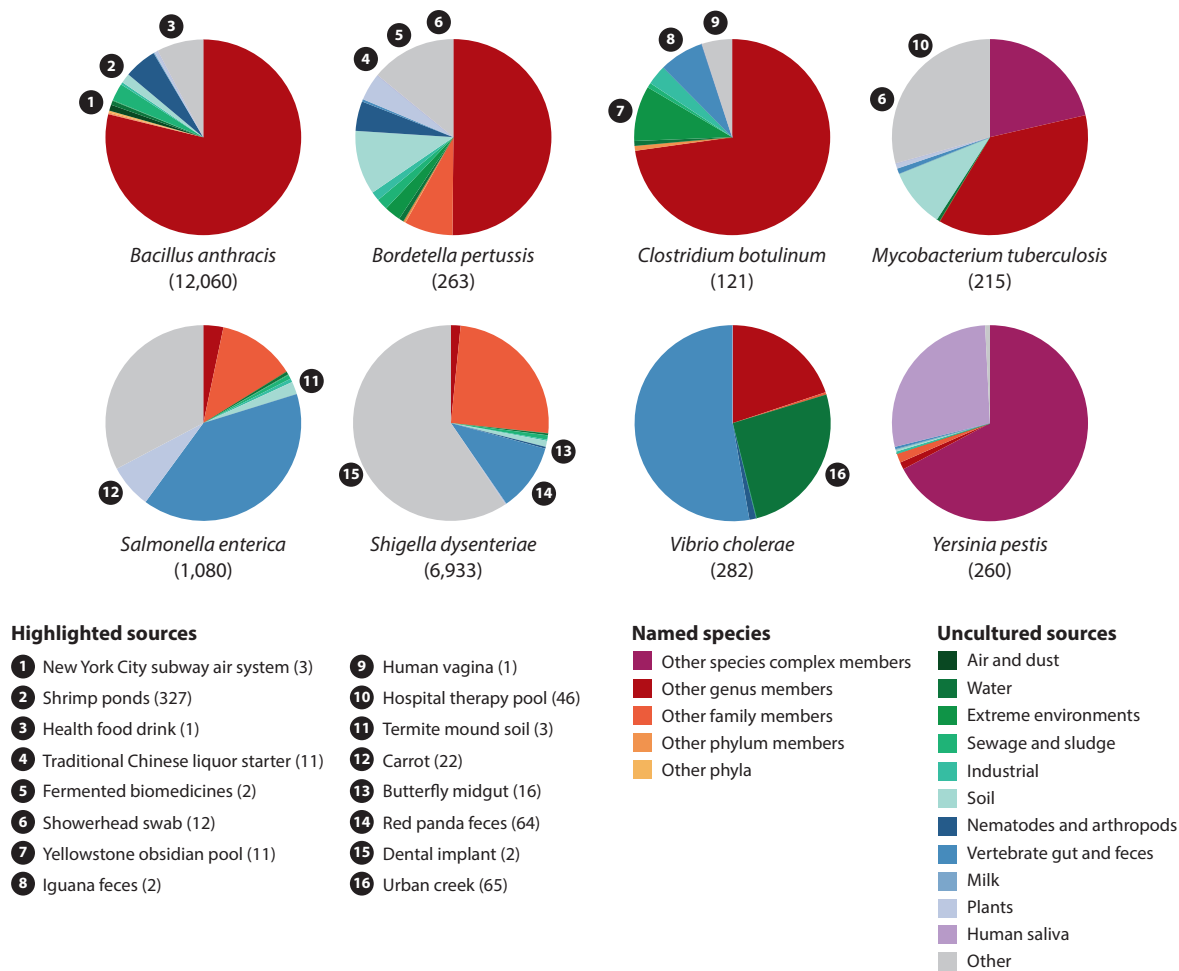 3
2
1
6
5
4
9
8
7
10
6
Bacillus anthracis
(12,060)
Bordetella pertussis
(263)
Clostridium botulinum
(121)
Mycobacterium tuberculosis
(215)
11
12
13
14
15
16
Salmonella enterica
(1,080)
Shigella dysenteriae
(6,933)
Vibrio cholerae
(282)
Yersinia pestis
(260)
Highlighted sources
1 New York City subway air system (3)
2 Shrimp ponds (327)
3 Health food drink (1)
4 Traditional Chinese liquor starter (11)
5 Fermented biomedicines (2)
6 Showerhead swab (12)
7 Yellowstone obsidian pool (11)
8 Iguana feces (2)
9 Human vagina (1)
10 Hospital therapy pool (46)
11 Termite mound soil (3)
12 Carrot (22)
13 Butterfly midgut (16)
14 Red panda feces (64)
15 Dental implant (2)
16 Urban creek (65)
Named species
Other species complex members
Other genus members
Other family members
Other phylum members
Other phyla
Uncultured sources
Air and dust
Water
Extreme environments
Sewage and sludge
Industrial
Soil
Nematodes and arthropods
Vertebrate gut and feces
Milk
Plants
Human saliva
Other